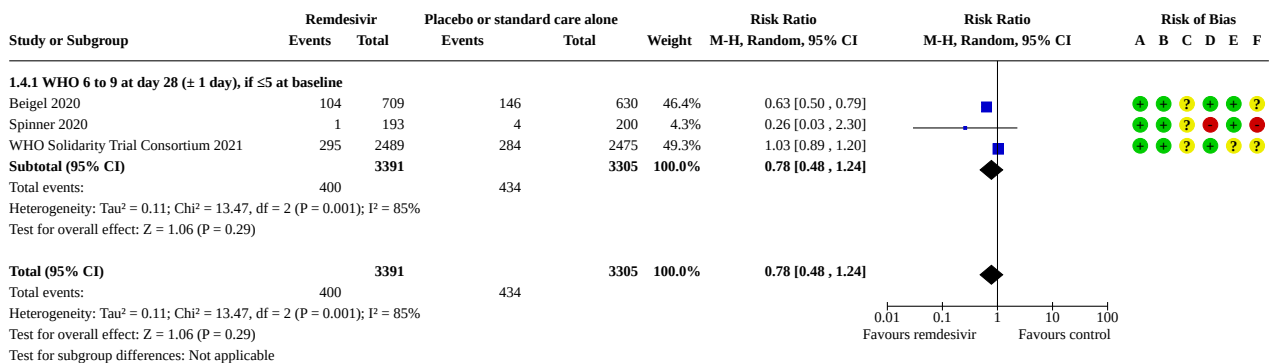 Remdesivir Placebo or standard care alone Risk Ratio Risk Ratio Risk of Bias
Study or Subgroup Events Total Events Total Weight M-H, Random, 95% CI M-H, Random, 95% CI A B C D E F
1.4.1 WHO 6 to 9 at day 28 (± 1 day), if ≤5 at baseline
Beigel 2020 104 709 146 630 46.4% 0.63 [0.50 , 0.79] + + ? + + ?
Spinner 2020 1 193 4 200 4.3% 0.26 [0.03 , 2.30] + + ? - + -
WHO Solidarity Trial Consortium 2021 295 2489 284 2475 49.3% 1.03 [0.89 , 1.20] + + ? + ? ?
Subtotal (95% CI) 3391 3305 100.0% 0.78 [0.48 , 1.24]
Total events: 400 434
Heterogeneity: Tau² = 0.11; Chi² = 13.47, df = 2 (P = 0.001); I² = 85%
Test for overall effect: Z = 1.06 (P = 0.29)
Total (95% CI) 3391 3305 100.0% 0.78 [0.48 , 1.24]
Total events: 400 434
Heterogeneity: Tau² = 0.11; Chi² = 13.47, df = 2 (P = 0.001); I² = 85%
0.01 0.1 1 10 100
Test for overall effect: Z = 1.06 (P = 0.29) Favours remdesivir Favours control
Test for subgroup differences: Not applicable